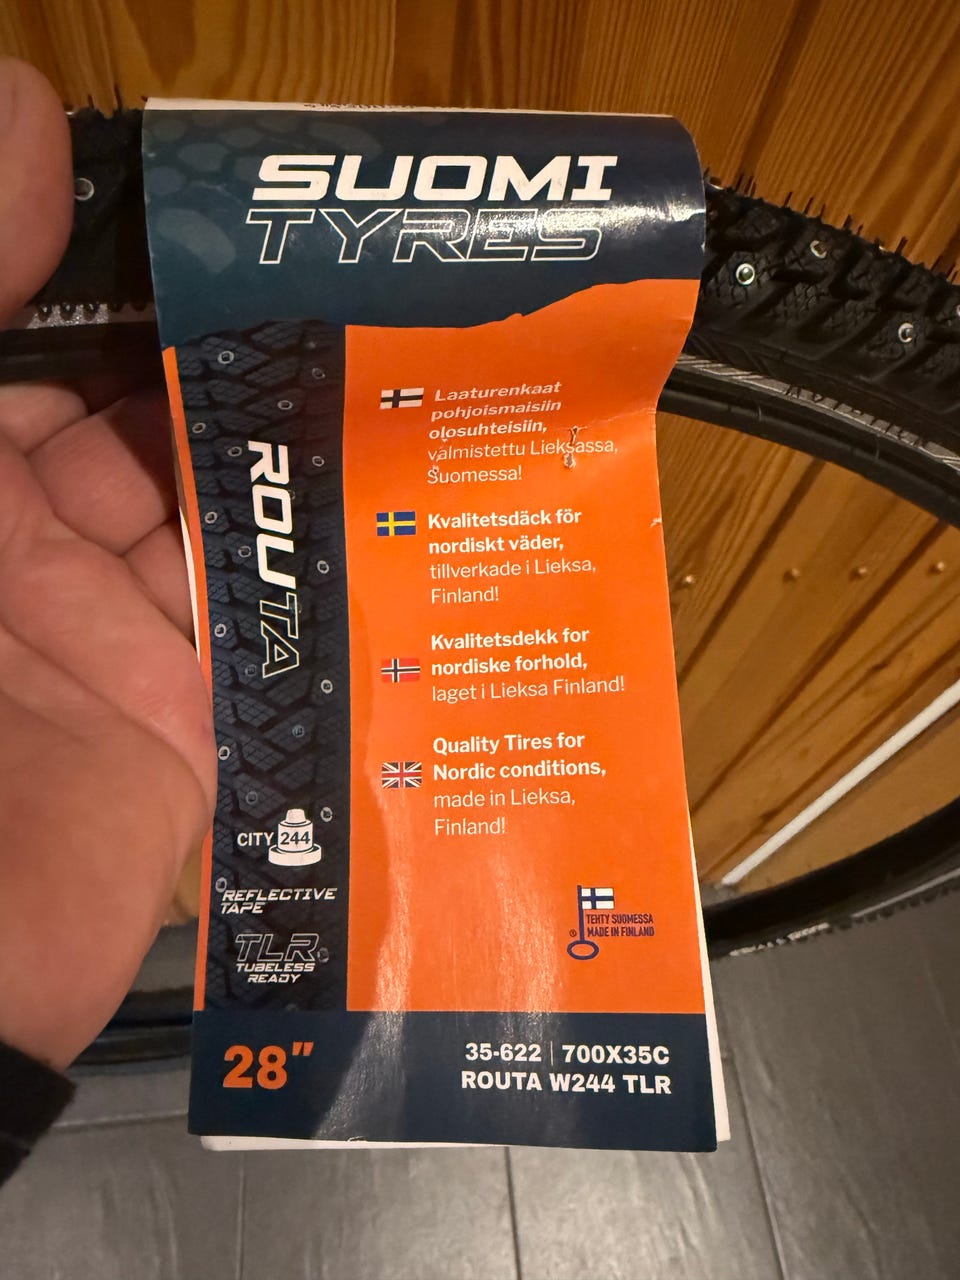 SUOMI
TYRES
Laaturenkaat
pohjoismaisiin
olosuhteisiin,
valmistettu Lieksassa,
Suomessa!
Kvalitetsdäck för
nordiskt väder,
tillverkade i Lieksa,
Finland!
Kvalitetsdekk for
nordiske forhold,
laget i Lieksa Finland!
Quality Tires for
Nordic conditions,
made in Lieksa,
Finland!
ROUTA
CITY 244
REFLECTIVE
TAPE
TLR
TUBELESS
READY
® TEHTY SUOMESSA
MADE IN FINLAND
28"
35-622 | 700X35C
ROUTA W244 TLR